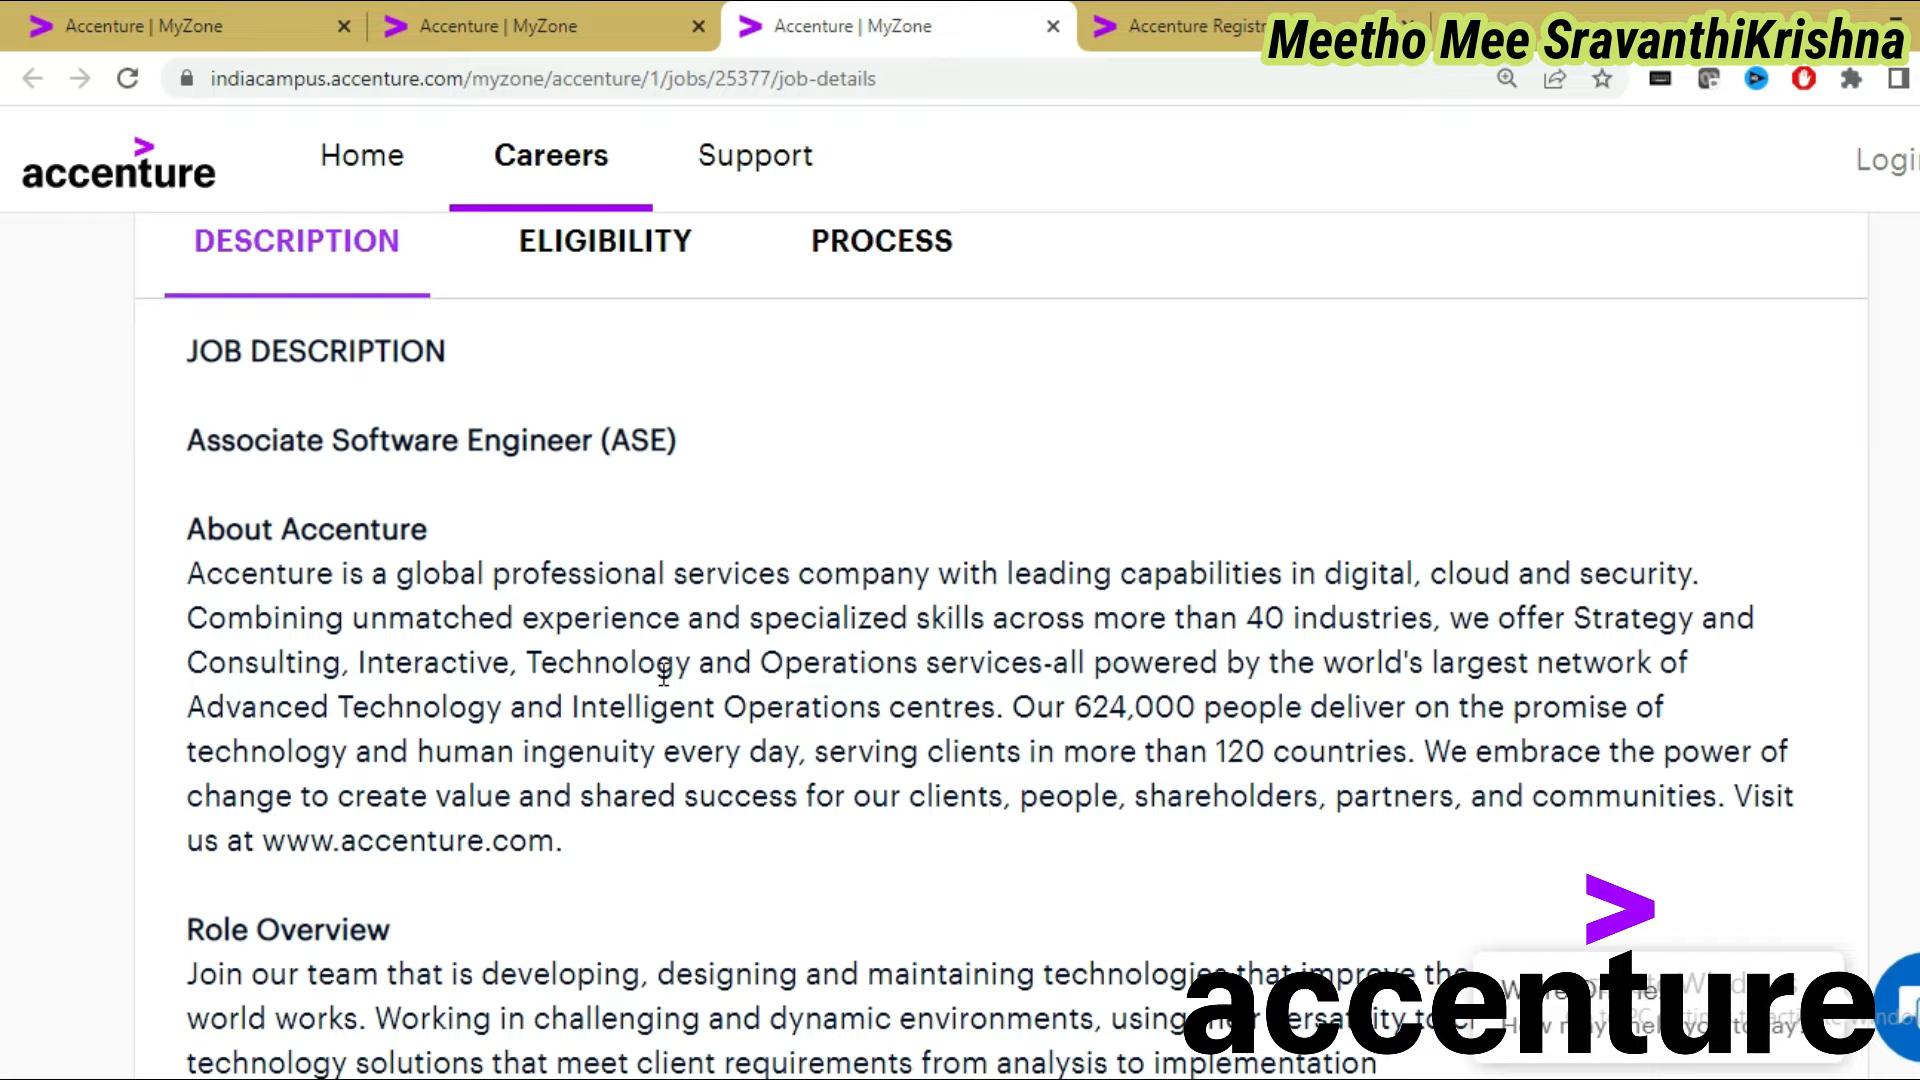 Accenture | MyZone
Accenture | MyZone
Accenture | MyZone
Accenture Registr
Meetho Mee SravanthiKrishna
indiacampus.accenture.com/myzone/accenture/1/jobs/25377/job-details
accenture
Home
Careers
Support
Login
DESCRIPTION
ELIGIBILITY
PROCESS
JOB DESCRIPTION
Associate Software Engineer (ASE)
About Accenture
Accenture is a global professional services company with leading capabilities in digital, cloud and security.
Combining unmatched experience and specialized skills across more than 40 industries, we offer Strategy and
Consulting, Interactive, Technology and Operations services-all powered by the world's largest network of
Advanced Technology and Intelligent Operations centres. Our 624,000 people deliver on the promise of
technology and human ingenuity every day, serving clients in more than 120 countries. We embrace the power of
change to create value and shared success for our clients, people, shareholders, partners, and communities. Visit
us at www.accenture.com.
Role Overview
Join our team that is developing, designing and maintaining technologies that improve the
world works. Working in challenging and dynamic environments, using
technology solutions that meet client requirements from analysis to implementation
accenture